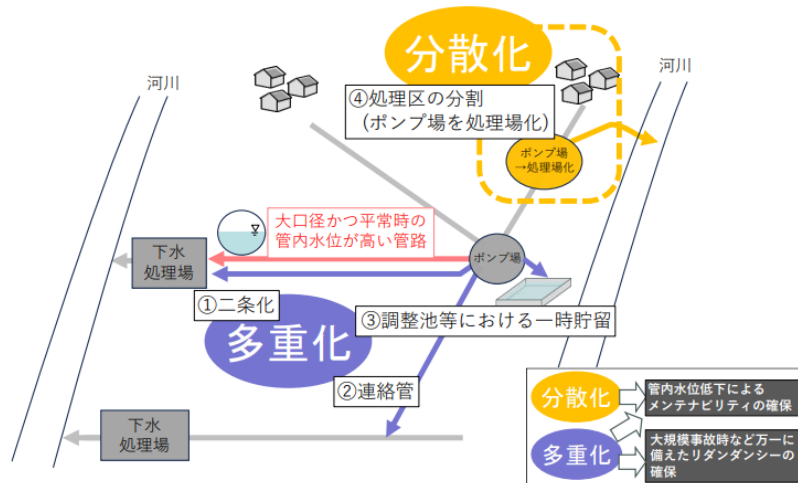 分散化
河川
河川
④処理区の分割
(ポンプ場を処理場化)
ポンプ場
→処理場化
大口径かつ平常時の
管内水位が高い管路
下水
処理場
ポンプ場
①二条化
多重化
③調整池等における一時貯留
②連絡管
下水
処理場
分散化
管内水位低下による
メンテナビリティの確保
多重化
大規模事故時など万一に
備えたリダンダンシーの
確保